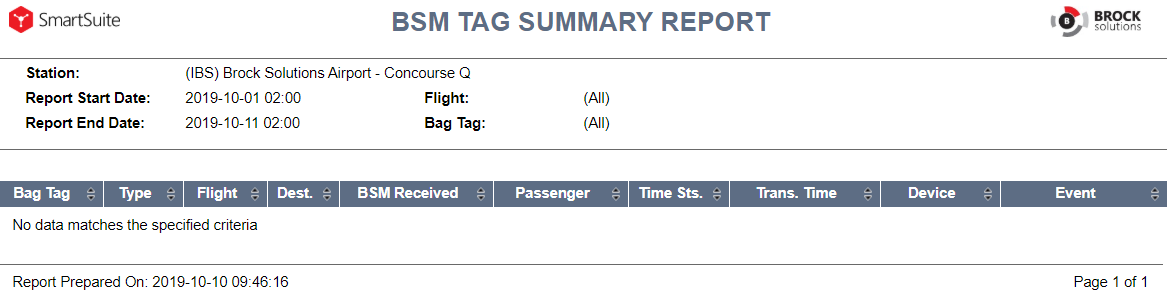 SmartSuite
BSM TAG SUMMARY REPORT
B BROCK
solutions
Station: (IBS) Brock Solutions Airport - Concourse Q
Report Start Date: 2019-10-01 02:00 Flight: (All)
Report End Date: 2019-10-11 02:00 Bag Tag: (All)
Bag Tag Type Flight Dest. BSM Received Passenger Time Sts. Trans. Time Device Event
No data matches the specified criteria
Report Prepared On: 2019-10-10 09:46:16 Page 1 of 1